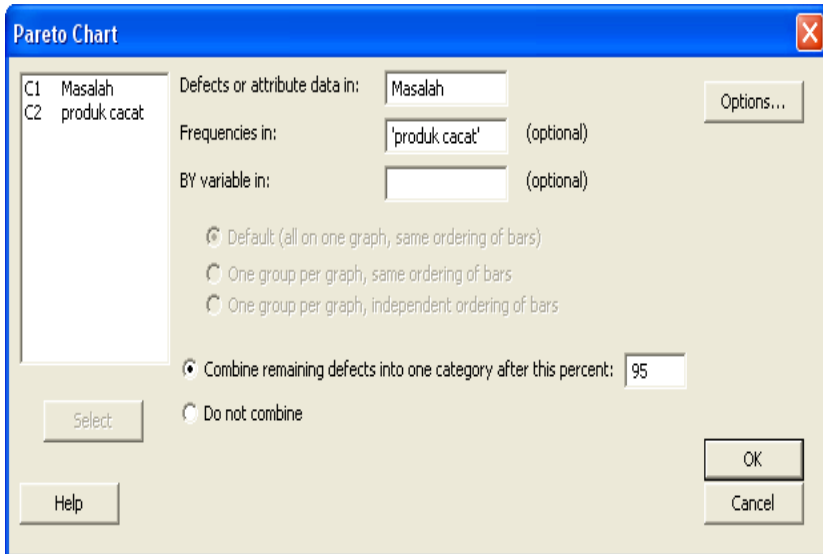 Pareto Chart
C1 Masalah
C2 produk cacat
Defects or attribute data in: Masalah
Frequencies in: 'produk cacat' (optional)
BY variable in: (optional)
Default (all on one graph, same ordering of bars)
One group per graph, same ordering of bars
One group per graph, independent ordering of bars
Combine remaining defects into one category after this percent: 95
Do not combine
Options...
Select
Help
OK
Cancel